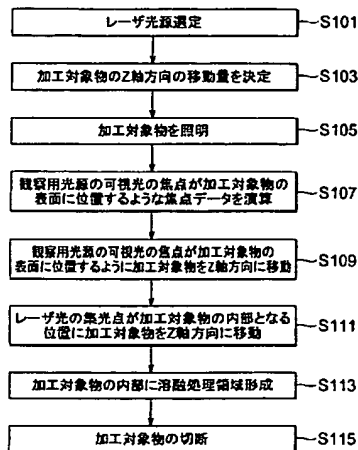 レーザ光源選定
S101
加工対象物のZ軸方向の移動量を決定
S103
加工対象物を照明
S105
観察用光源の可視光の焦点が加工対象物の
表面に位置するような焦点データを演算
S107
観察用光源の可視光の焦点が加工対象物の
表面に位置するように加工対象物をZ軸方向に移動
S109
レーザ光の集光点が加工対象物の内部となる
位置に加工対象物をZ軸方向に移動
S111
加工対象物の内部に溶融処理領域形成
S113
加工対象物の切断
S115